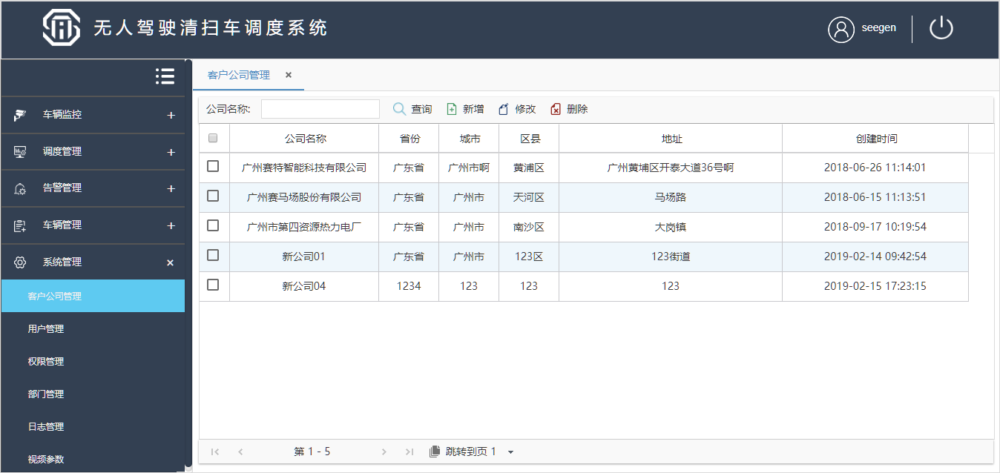 无人驾驶清扫车调度系统
seegen
客户公司管理 ×
车辆监控 +
调度管理 +
告警管理 +
车辆管理 +
系统管理 ×
客户公司管理
用户管理
权限管理
部门管理
日志管理
视频参数
公司名称: 查询 新增 修改 删除
公司名称 省份 城市 区县 地址 创建时间
广州赛特智能科技有限公司 广东省 广州市啊 黄浦区 广州黄埔区开泰大道36号啊 2018-06-26 11:14:01
广州赛马场股份有限公司 广东省 广州市 天河区 马场路 2018-06-15 11:13:51
广州市第四资源热力电厂 广东省 广州市 南沙区 大岗镇 2018-09-17 10:19:54
新公司01 广东省 广州市 123区 123街道 2019-02-14 09:42:54
新公司04 1234 123 123 123 2019-02-15 17:23:15
第 1 - 5 跳转到页 1